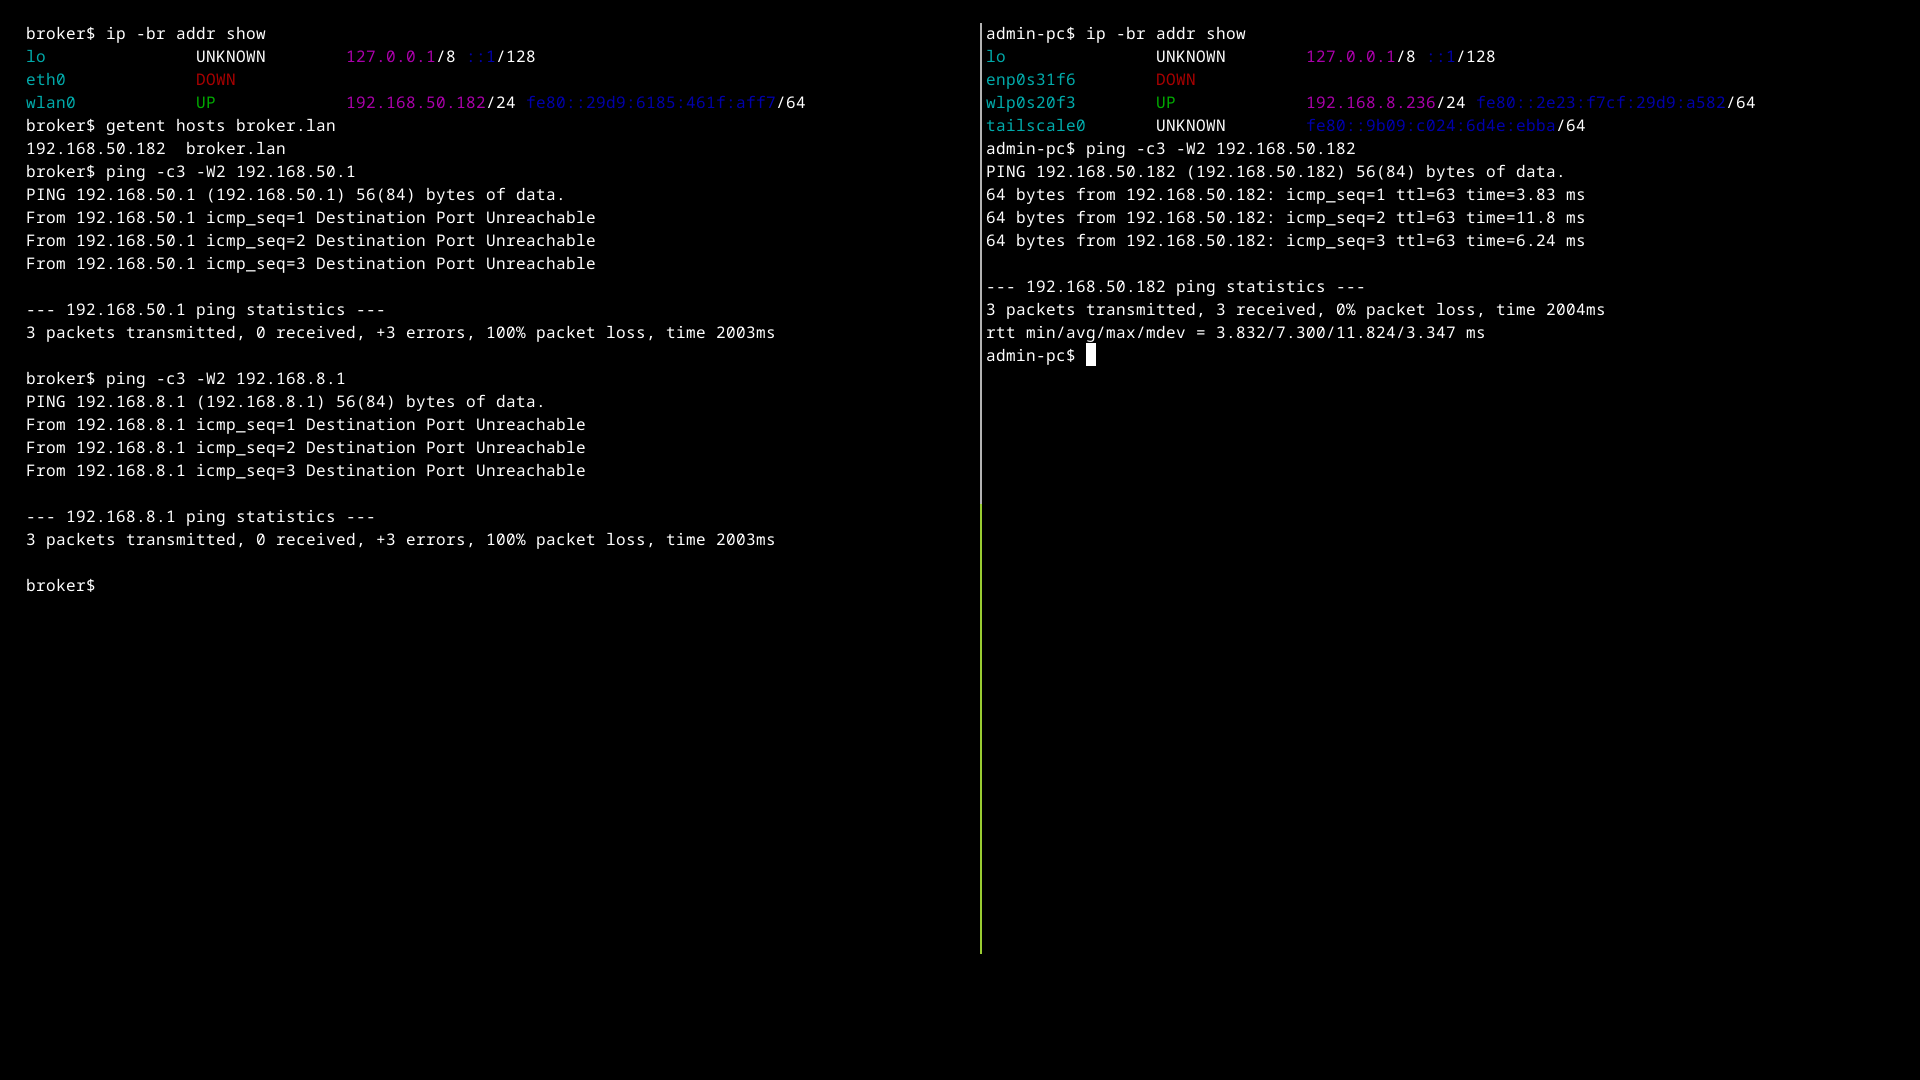 broker$ ip -br addr show
lo               UNKNOWN        127.0.0.1/8 ::1/128
eth0             DOWN
wlan0            UP             192.168.50.182/24 fe80::29d9:6185:461f:aff7/64
broker$ getent hosts broker.lan
192.168.50.182  broker.lan
broker$ ping -c3 -W2 192.168.50.1
PING 192.168.50.1 (192.168.50.1) 56(84) bytes of data.
From 192.168.50.1 icmp_seq=1 Destination Port Unreachable
From 192.168.50.1 icmp_seq=2 Destination Port Unreachable
From 192.168.50.1 icmp_seq=3 Destination Port Unreachable
--- 192.168.50.1 ping statistics ---
3 packets transmitted, 0 received, +3 errors, 100% packet loss, time 2003ms
broker$ ping -c3 -W2 192.168.8.1
PING 192.168.8.1 (192.168.8.1) 56(84) bytes of data.
From 192.168.8.1 icmp_seq=1 Destination Port Unreachable
From 192.168.8.1 icmp_seq=2 Destination Port Unreachable
From 192.168.8.1 icmp_seq=3 Destination Port Unreachable
--- 192.168.8.1 ping statistics ---
3 packets transmitted, 0 received, +3 errors, 100% packet loss, time 2003ms
broker$
admin-pc$ ip -br addr show
lo               UNKNOWN        127.0.0.1/8 ::1/128
enp0s31f6        DOWN
wlp0s20f3        UP             192.168.8.236/24 fe80::2e23:f7cf:29d9:a582/64
tailscale0       UNKNOWN        fe80::9b09:c024:6d4e:ebba/64
admin-pc$ ping -c3 -W2 192.168.50.182
PING 192.168.50.182 (192.168.50.182) 56(84) bytes of data.
64 bytes from 192.168.50.182: icmp_seq=1 ttl=63 time=3.83 ms
64 bytes from 192.168.50.182: icmp_seq=2 ttl=63 time=11.8 ms
64 bytes from 192.168.50.182: icmp_seq=3 ttl=63 time=6.24 ms
--- 192.168.50.182 ping statistics ---
3 packets transmitted, 3 received, 0% packet loss, time 2004ms
rtt min/avg/max/mdev = 3.832/7.300/11.824/3.347 ms
admin-pc$